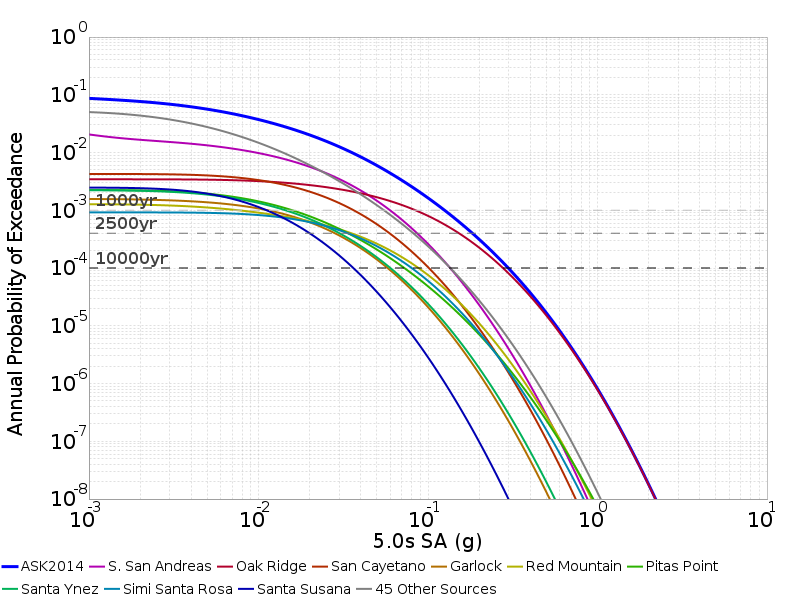 10^0
10^-1
10^-2
10^-3
10^-4
10^-5
10^-6
10^-7
10^-8
Annual Probability of Exceedance
1000yr
2500yr
10000yr
10^-3 10^-2 10^-1 10^0 10^1
5.0s SA (g)
ASK2014 S. San Andreas Oak Ridge San Cayetano Garlock Red Mountain Pitas Point
Santa Ynez Simi Santa Rosa Santa Susana 45 Other Sources